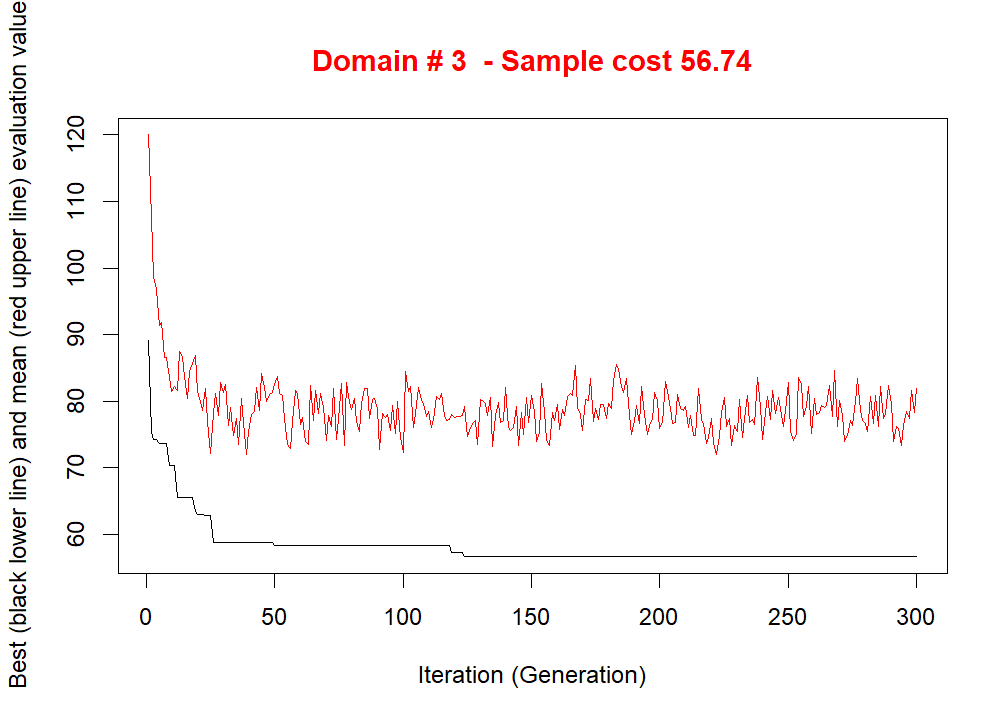 Domain # 3  - Sample cost 56.74
Best (black lower line) and mean (red upper line) evaluation value
120
110
100
90
80
70
60
0 50 100 150 200 250 300
Iteration (Generation)